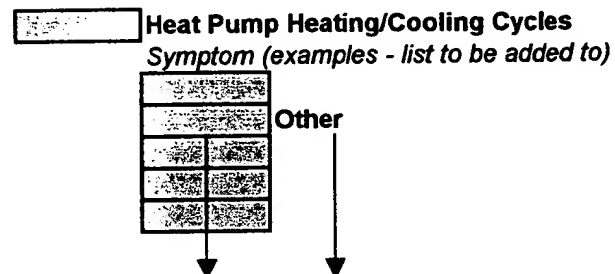 Heat Pump Heating/Cooling Cycles
Symptom (examples - list to be added to)
Other